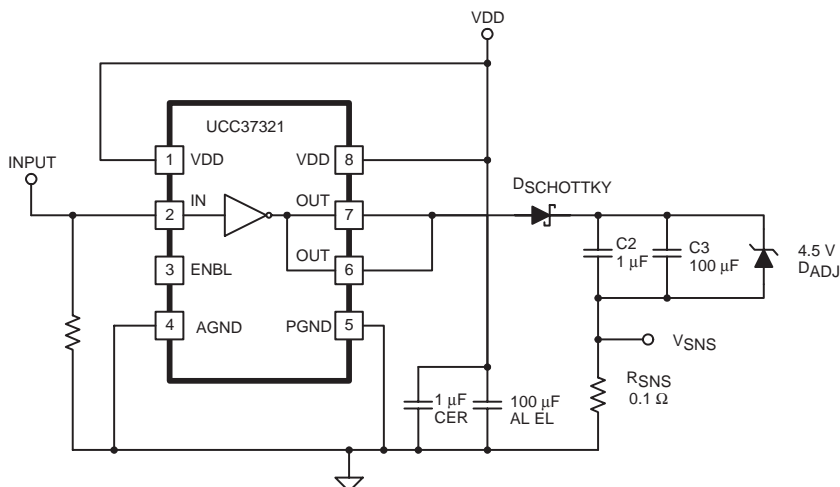 VDD
UCC37321
INPUT
1 VDD VDD 8
DSCHOTTKY
2 IN OUT 7
3 ENBL OUT 6
C2
1 μF
C3
100 μF
4.5 V
DADJ
4 AGND PGND 5
VSNS
1 μF
CER
100 μF
AL EL
RSNS
0.1 Ω